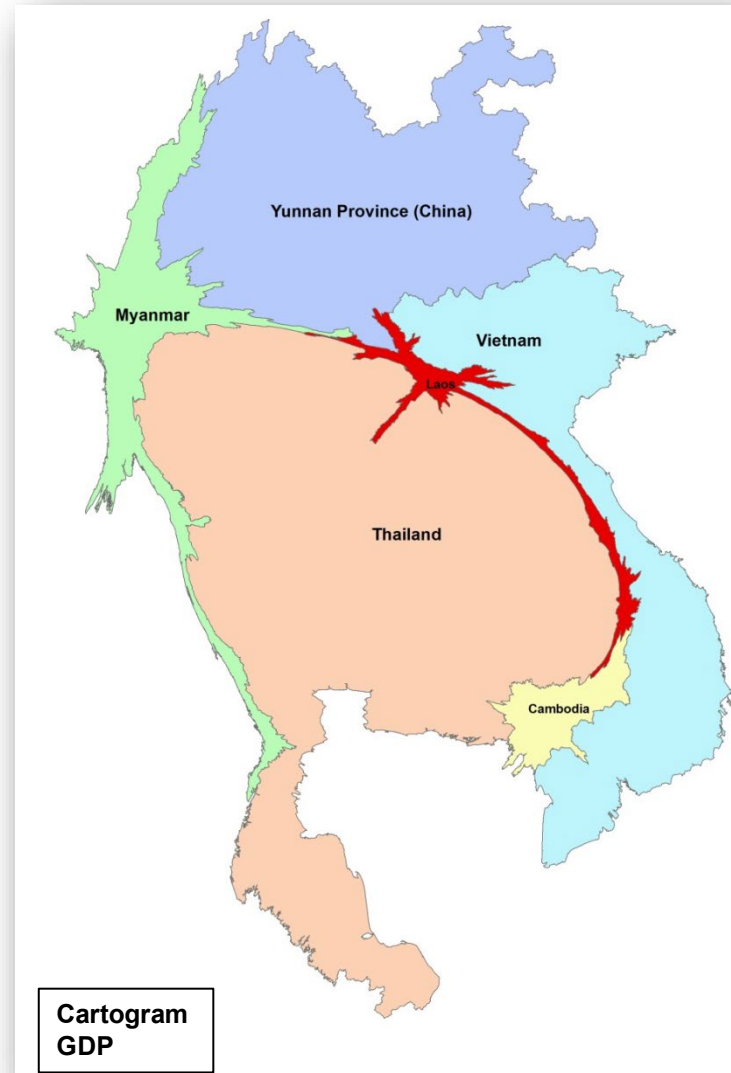 Yunnan Province (China)
Myanmar
Vietnam
Laos
Thailand
Cambodia
Cartogram
GDP